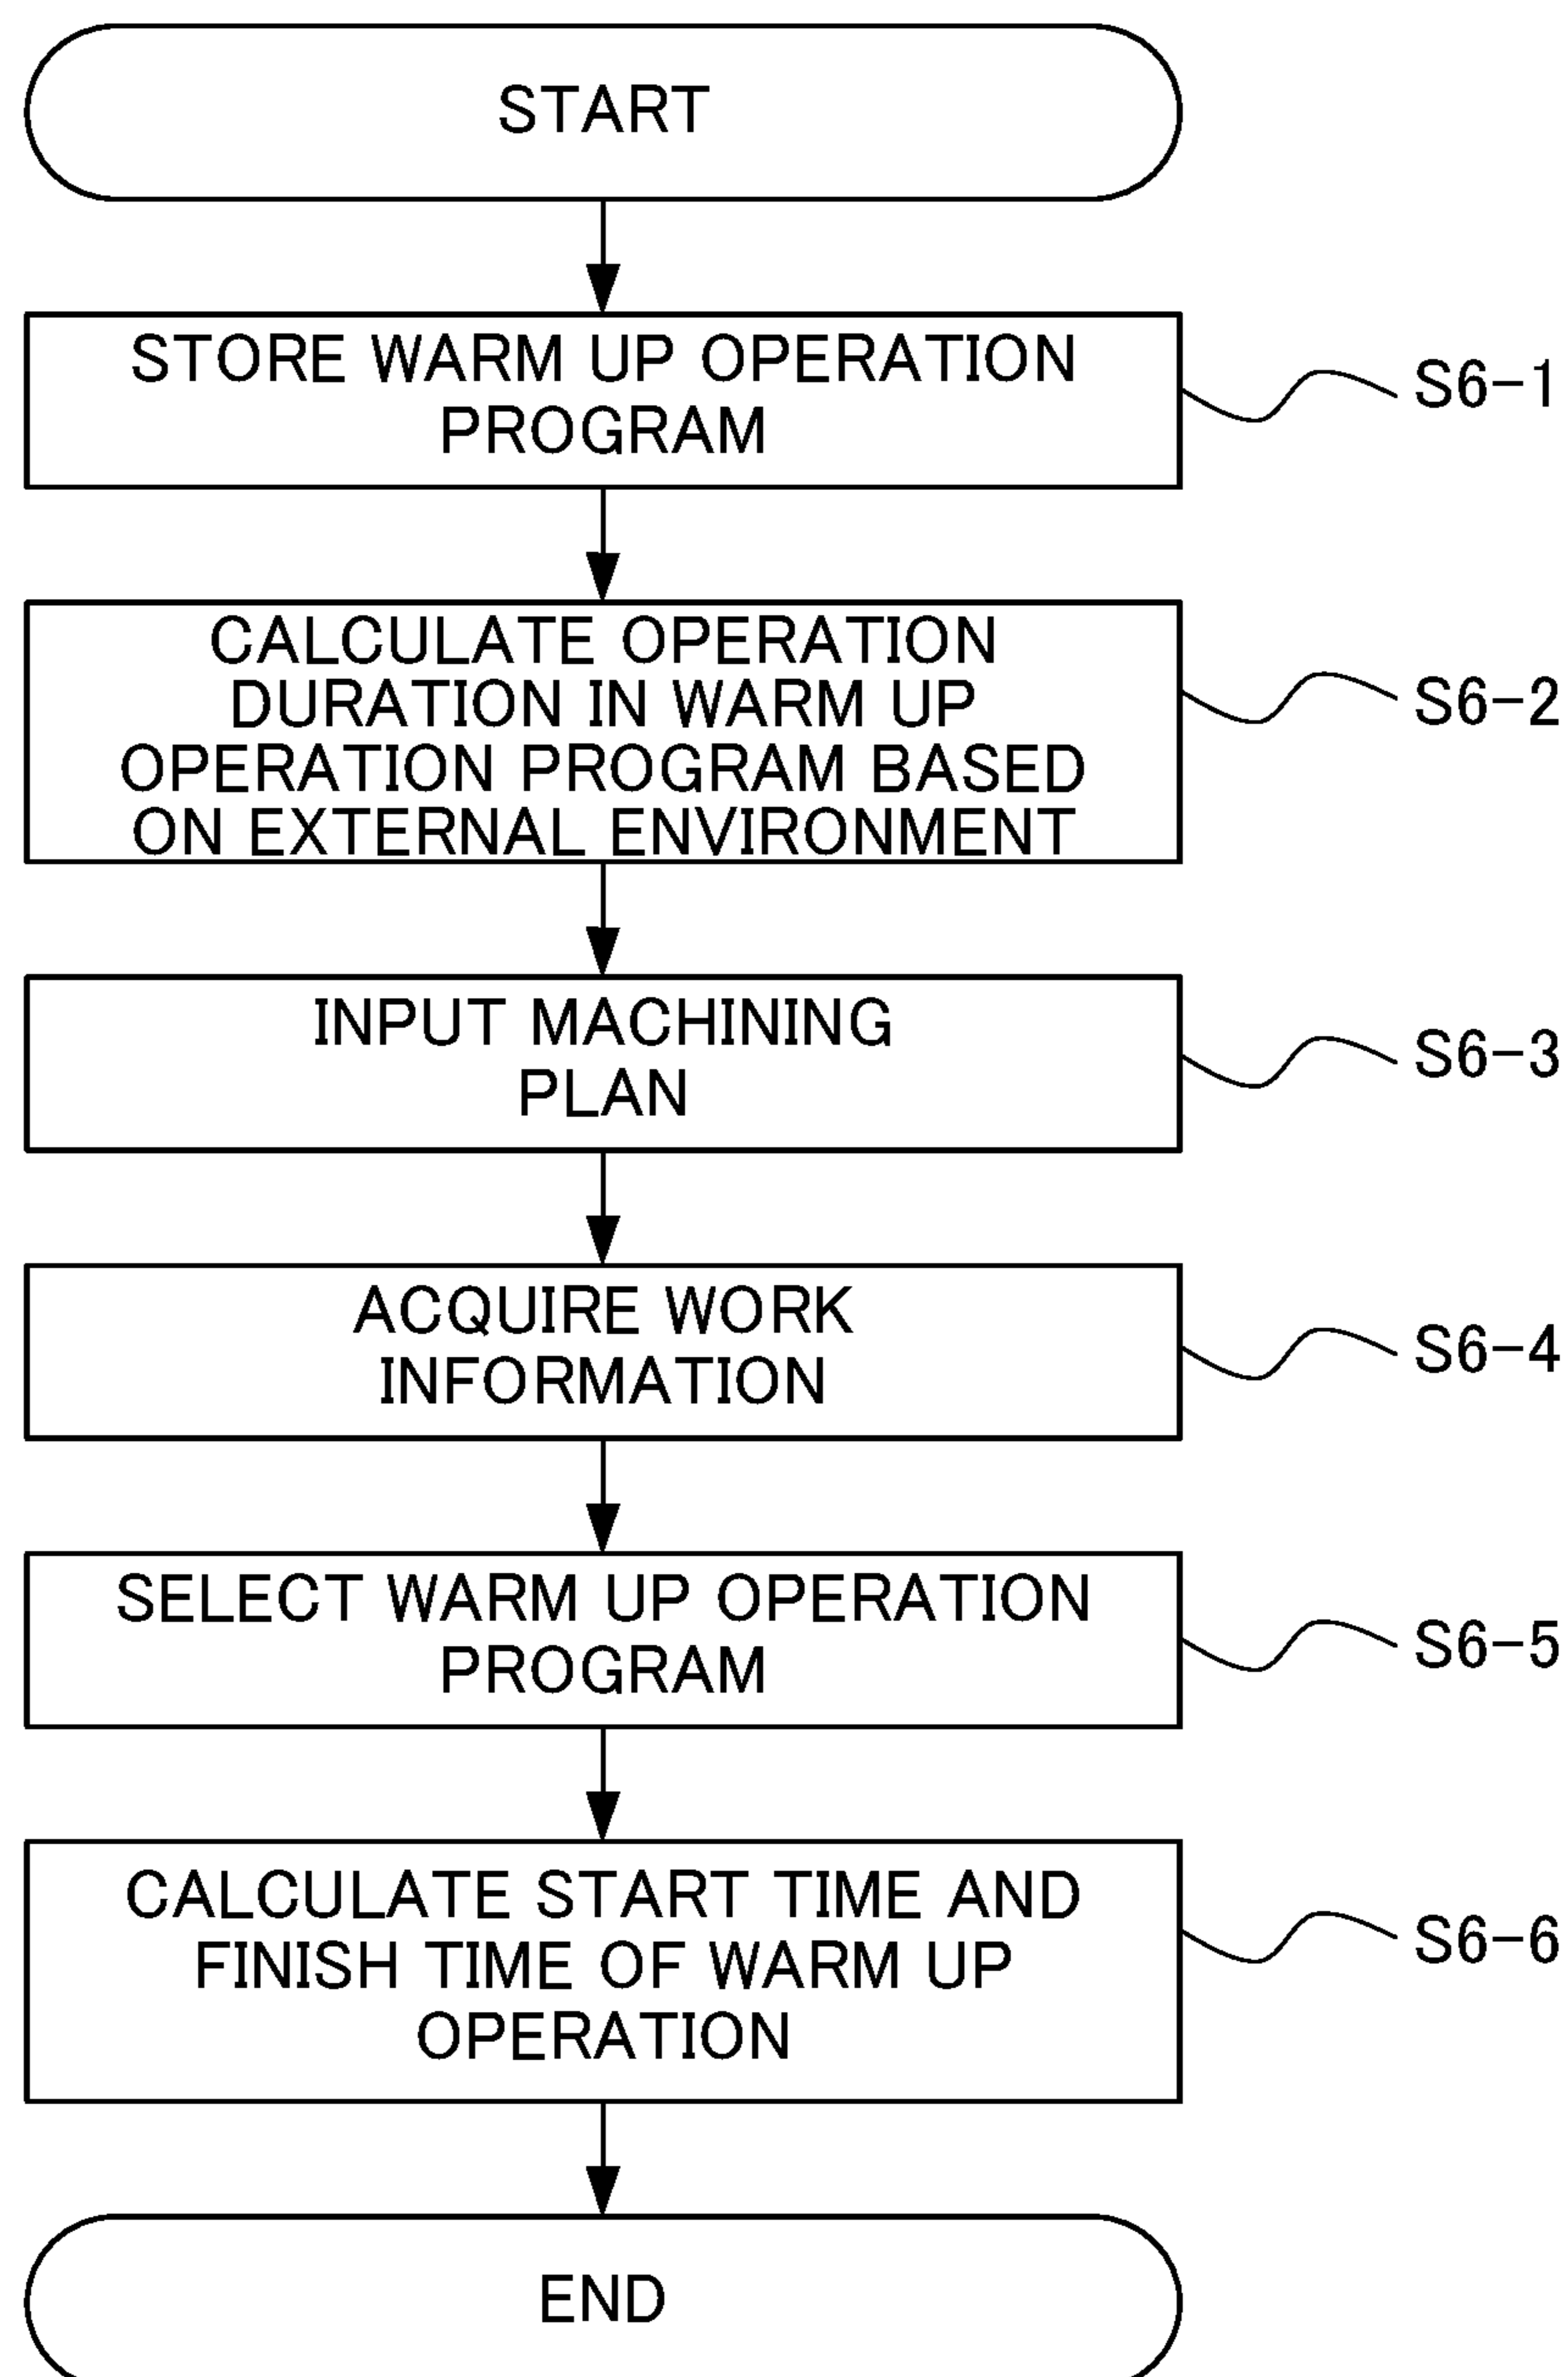 START
STORE WARM UP OPERATION
PROGRAM
S6-1
CALCULATE OPERATION
DURATION IN WARM UP
OPERATION PROGRAM BASED
ON EXTERNAL ENVIRONMENT
S6-2
INPUT MACHINING
PLAN
S6-3
ACQUIRE WORK
INFORMATION
S6-4
SELECT WARM UP OPERATION
PROGRAM
S6-5
CALCULATE START TIME AND
FINISH TIME OF WARM UP
OPERATION
S6-6
END